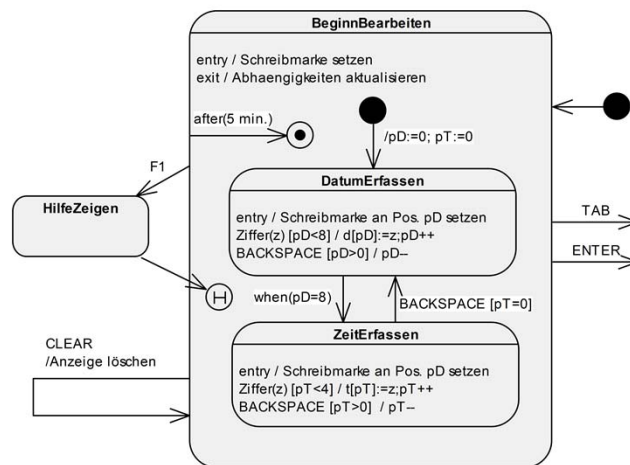 BeginnBearbeiten
entry / Schreibmarke setzen
exit / Abhaengigkeiten aktualisieren
after(5 min.)
/pD:=0; pT:=0
F1
HilfeZeigen
DatumErfassen
entry / Schreibmarke an Pos. pD setzen
Ziffer(z) [pD<8] / d[pD]:=z;pD++
BACKSPACE [pD>0] / pD--
TAB
ENTER
H
when(pD=8)
BACKSPACE [pT=0]
CLEAR
/Anzeige löschen
ZeitErfassen
entry / Schreibmarke an Pos. pD setzen
Ziffer(z) [pT<4] / t[pT]:=z;pT++
BACKSPACE [pT>0] / pT--